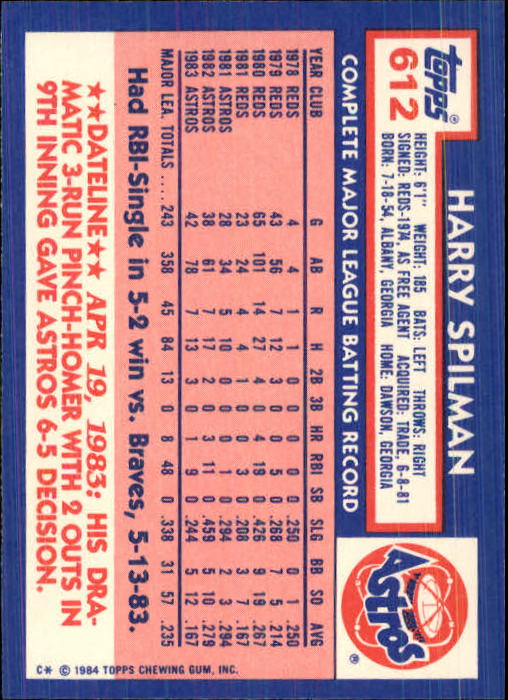 topps®
612
HARRY SPILMAN
HEIGHT: 6'1" WEIGHT: 185 BATS: LEFT THROWS: RIGHT
SIGNED: REDS-1974, AS FREE AGENT ACQUIRED: TRADE, 6-8-81
BORN: 7-18-54, ALBANY, GEORGIA HOME: DAWSON, GEORGIA
Astros®
COMPLETE MAJOR LEAGUE BATTING RECORD
YEAR CLUB G AB R H 2B 3B HR RBI SB SLG BB SO AVG
1978 REDS 4 4 1 1 0 0 0 0 0 .250 0 1 .250
1979 REDS 43 56 7 12 3 0 0 5 0 .268 7 5 .214
1980 REDS 65 101 14 27 4 0 4 19 0 .426 9 19 .267
1981 REDS 23 24 4 4 1 0 0 3 0 .208 3 7 .167
1981 ASTROS 28 34 5 10 0 0 0 1 0 .294 2 3 .294
1982 ASTROS 38 61 7 17 2 0 3 11 0 .459 5 10 .279
1983 ASTROS 42 78 7 13 3 0 1 9 0 .244 5 12 .167
MAJOR LEA. TOTALS .... 243 358 45 84 13 0 8 48 0 .338 31 57 .235
Had RBI-Single in 5-2 win vs. Braves, 5-13-83.
★★DATELINE★★ APR 19, 1983: HIS DRA-
MATIC 3-RUN PINCH-HOMER WITH 2 OUTS IN
9TH INNING GAVE ASTROS 6-5 DECISION.
C* © 1984 TOPPS CHEWING GUM, INC.